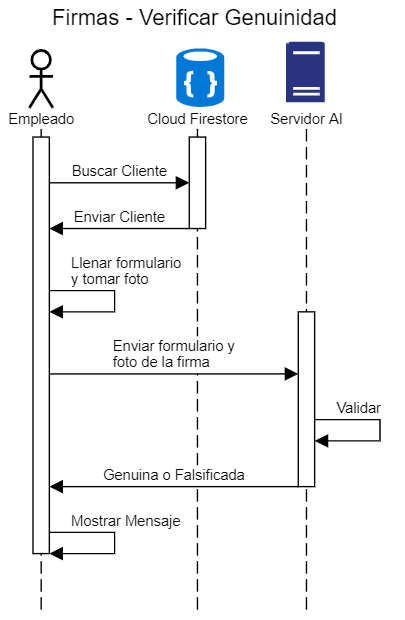 Firmas - Verificar Genuinidad
Empleado
Cloud Firestore
Servidor AI
Buscar Cliente
Enviar Cliente
Llenar formulario
y tomar foto
Enviar formulario y
foto de la firma
Validar
Genuina o Falsificada
Mostrar Mensaje